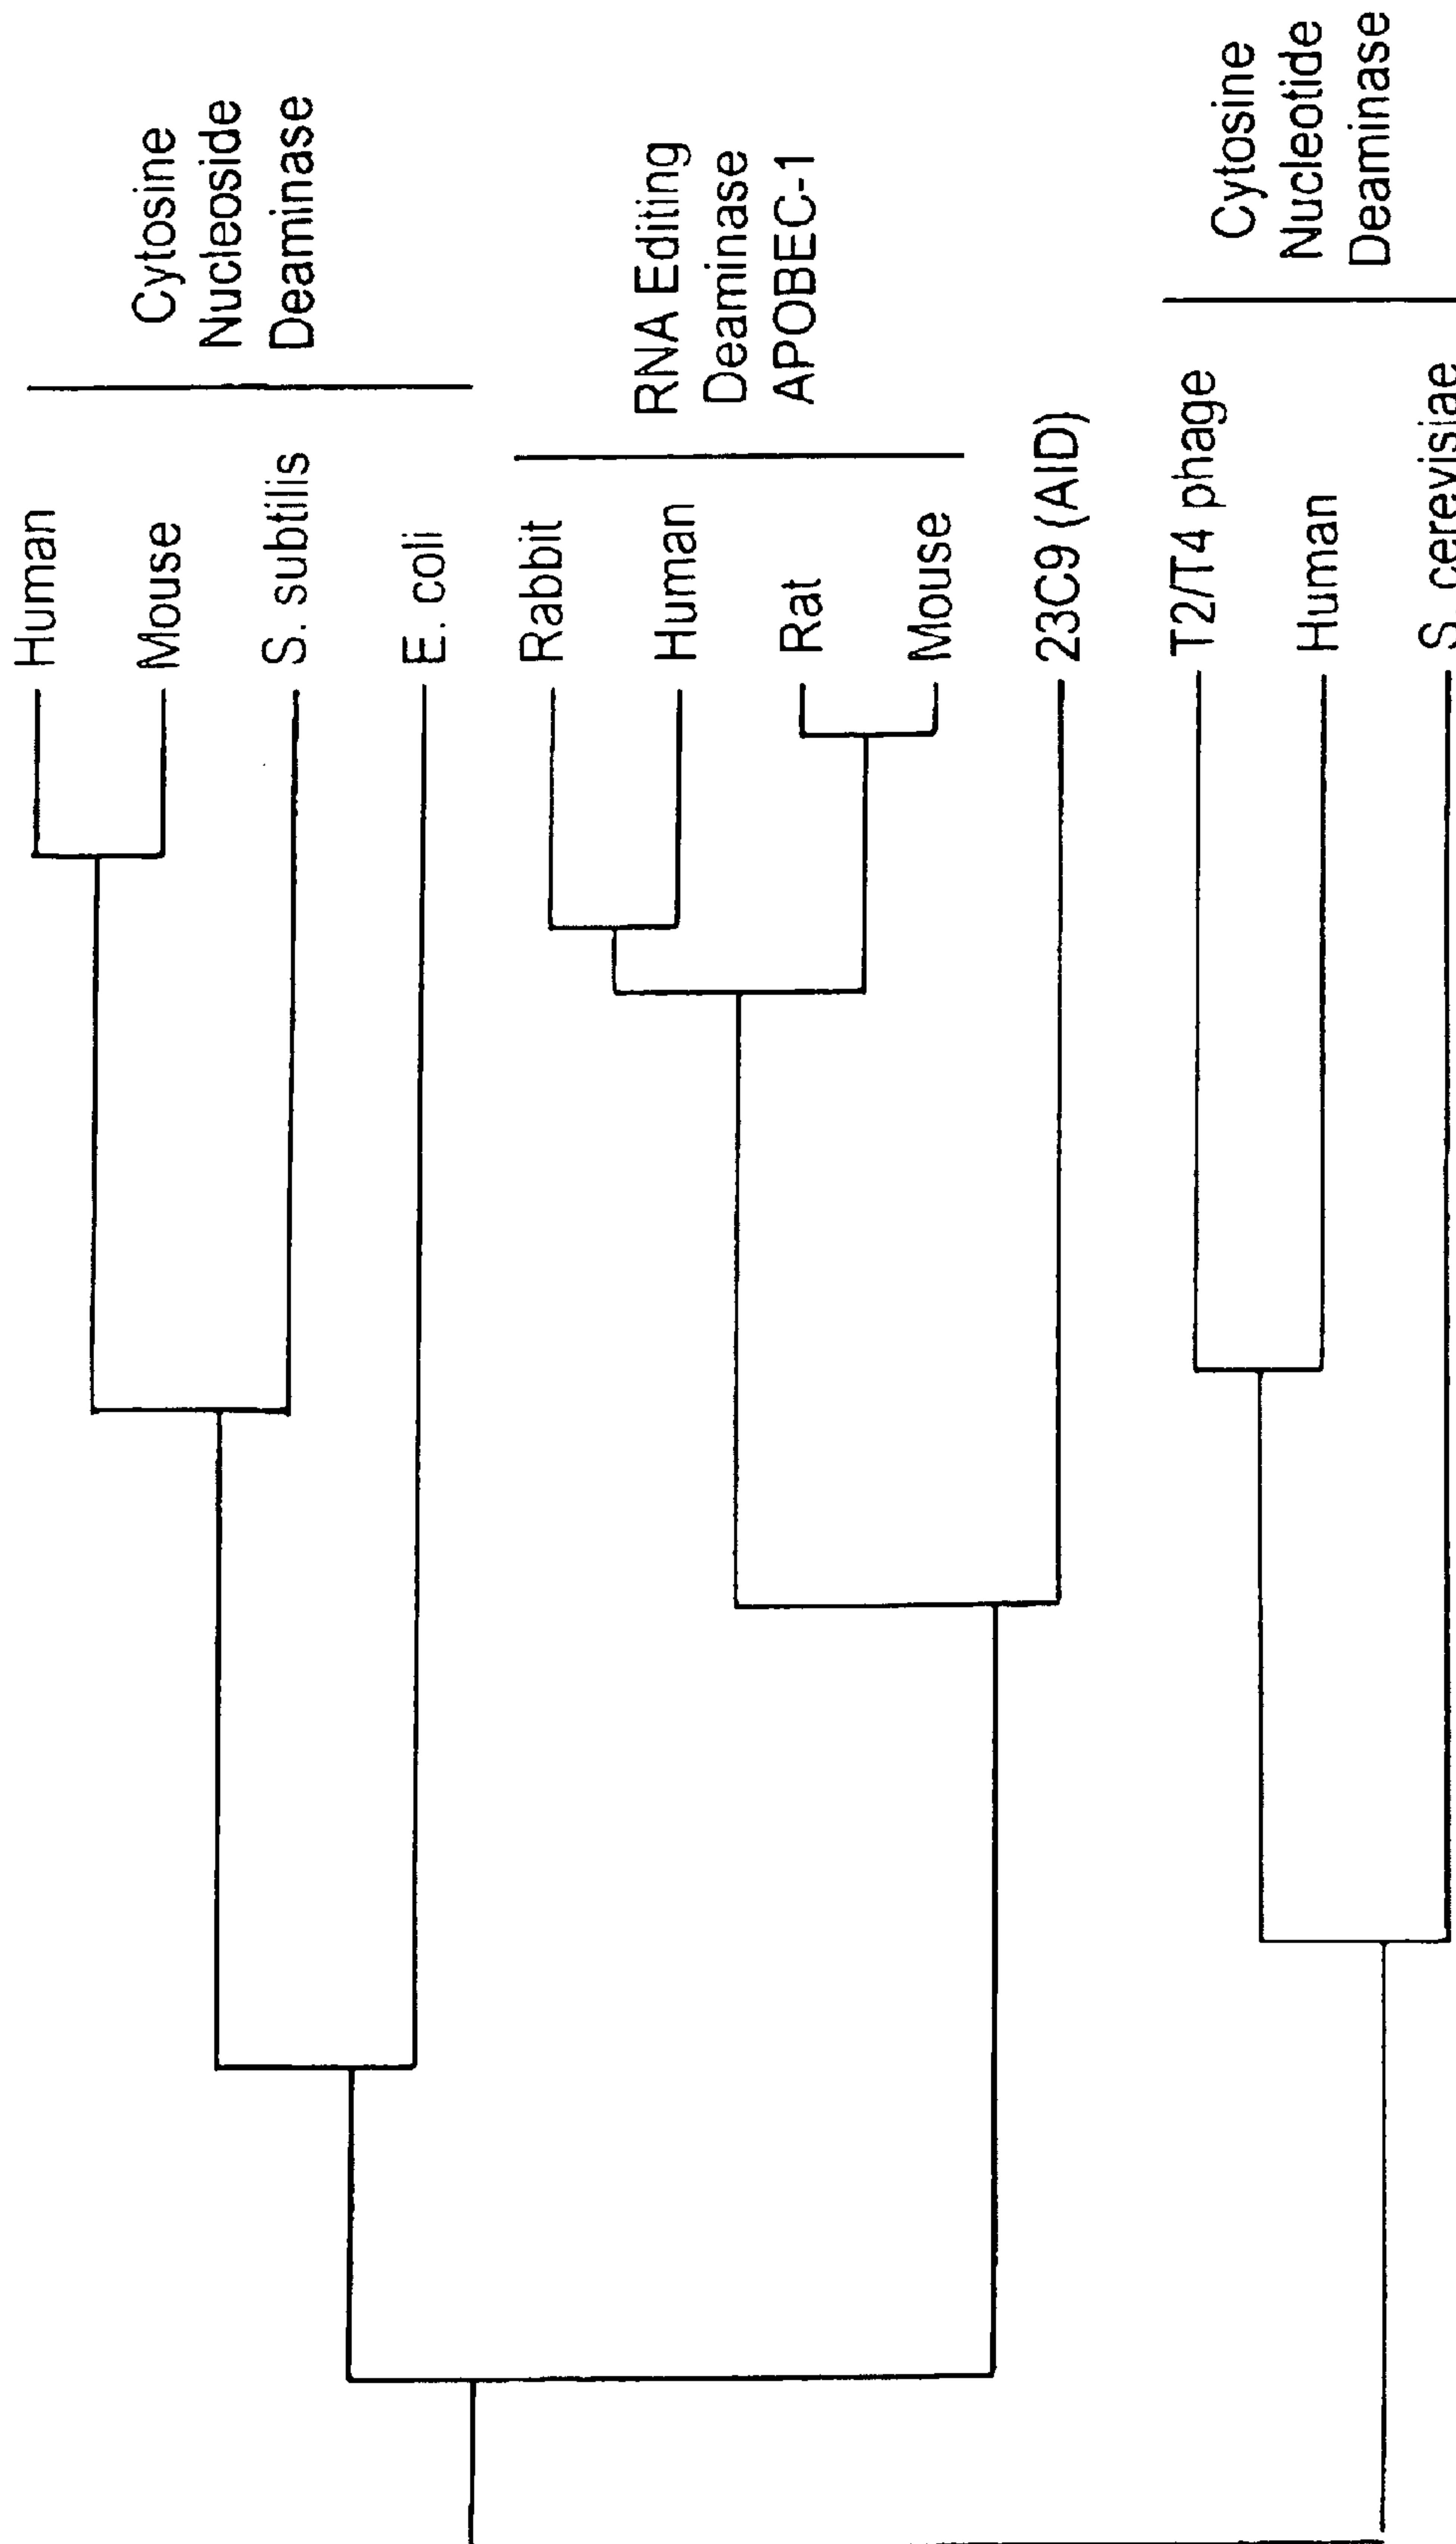 Human
Mouse
S. subtilis
E. coli
Cytosine
Nucleoside
Deaminase
Rabbit
Human
Rat
Mouse
RNA Editing
Deaminase
APOBEC-1
23C9 (AID)
T2/T4 phage
Human
S. cerevisiae
Cytosine
Nucleotide
Deaminase